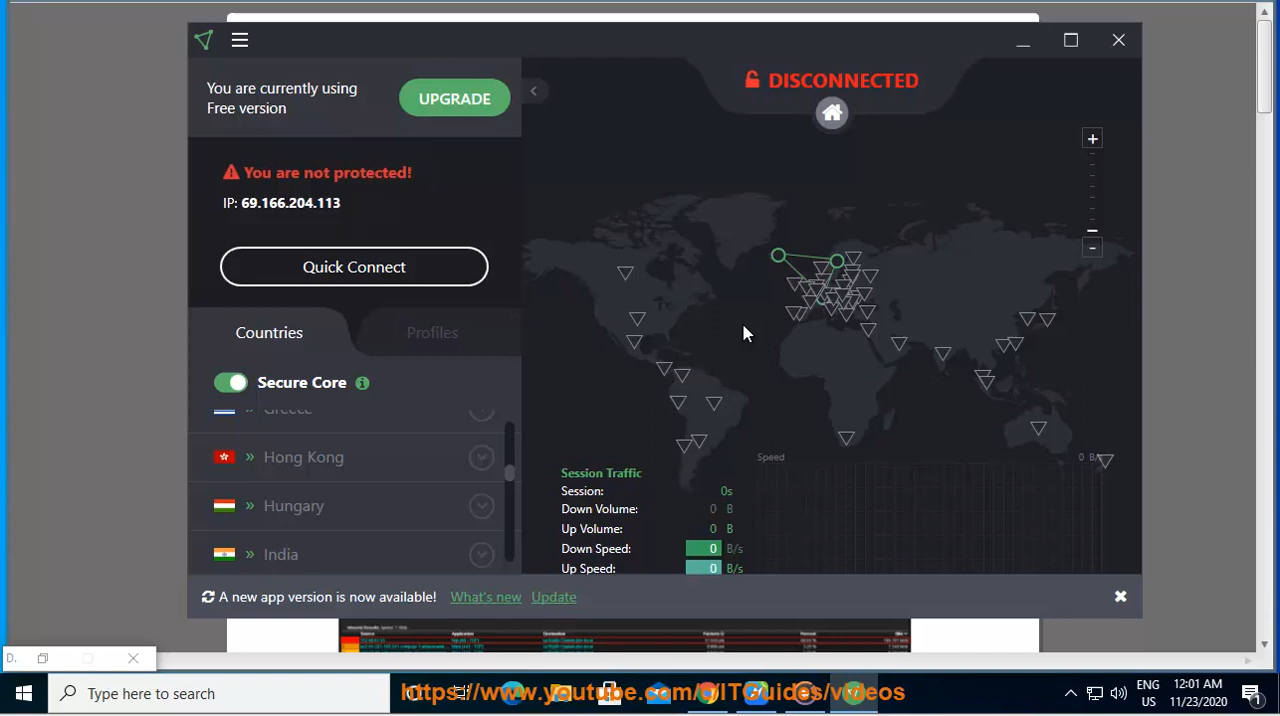 DISCONNECTED
You are currently using
Free version
UPGRADE
You are not protected!
IP: 69.166.204.113
Quick Connect
Countries
Profiles
Secure Core
Greece
Hong Kong
Hungary
India
Session Traffic
Session: 0s
Down Volume: 0 B
Up Volume: 0 B
Down Speed: 0 B/s
Up Speed: 0 B/s
Speed
0 B/s
A new app version is now available! What's new Update
D.
Type here to search
https://www.youtube.com/c/ITGuides/videos
ENG
US
12:01 AM
11/23/2020
1